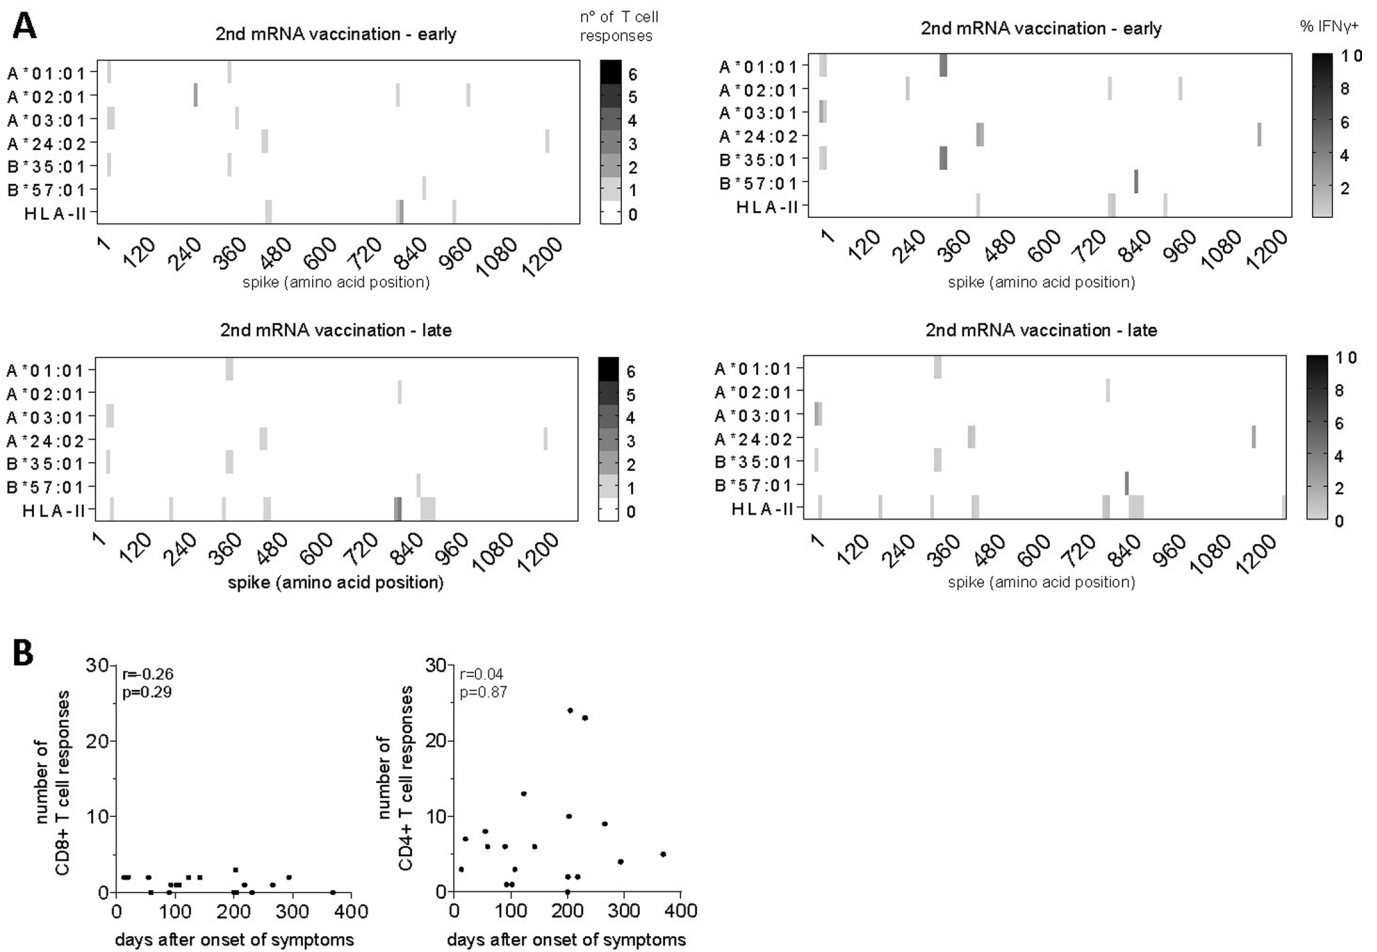 A
2nd mRNA vaccination - early
n° of T cell
responses
A*01:01
A*02:01
A*03:01
A*24:02
B*35:01
B*57:01
HLA-II
6
5
4
3
2
1
0
1 120 240 360 480 600 720 840 960 1080 1200
spike (amino acid position)
2nd mRNA vaccination - early
% IFNγ+
A*01:01
A*02:01
A*03:01
A*24:02
B*35:01
B*57:01
HLA-II
10
8
6
4
2
1 120 240 360 480 600 720 840 960 1080 1200
spike (amino acid position)
2nd mRNA vaccination - late
A*01:01
A*02:01
A*03:01
A*24:02
B*35:01
B*57:01
HLA-II
6
5
4
3
2
1
0
1 120 240 360 480 600 720 840 960 1080 1200
spike (amino acid position)
2nd mRNA vaccination - late
A*01:01
A*02:01
A*03:01
A*24:02
B*35:01
B*57:01
HLA-II
10
8
6
4
2
0
1 120 240 360 480 600 720 840 960 1080 1200
spike (amino acid position)
B
number of
CD8+ T cell responses
30
20
10
0
r=-0.26
p=0.29
0 100 200 300 400
days after onset of symptoms
number of
CD4+ T cell responses
30
20
10
0
r=0.04
p=0.87
0 100 200 300 400
days after onset of symptoms